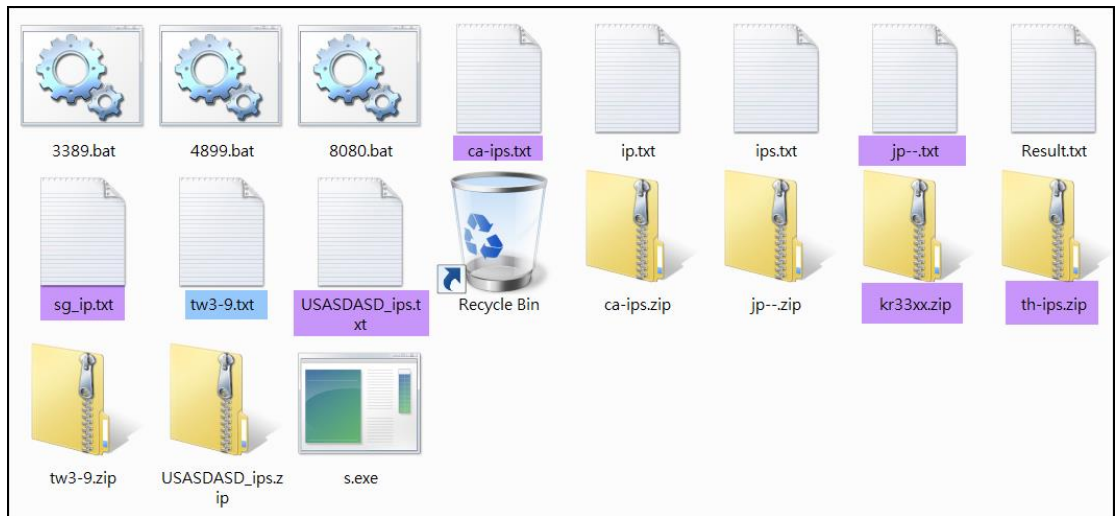 3389.bat
4899.bat
8080.bat
ca-ips.txt
ip.txt
ips.txt
jp--.txt
Result.txt
sg_ip.txt
tw3-9.txt
USASDASD_ips.t
xt
Recycle Bin
ca-ips.zip
jp--.zip
kr33xx.zip
th-ips.zip
tw3-9.zip
USASDASD_ips.z
ip
s.exe